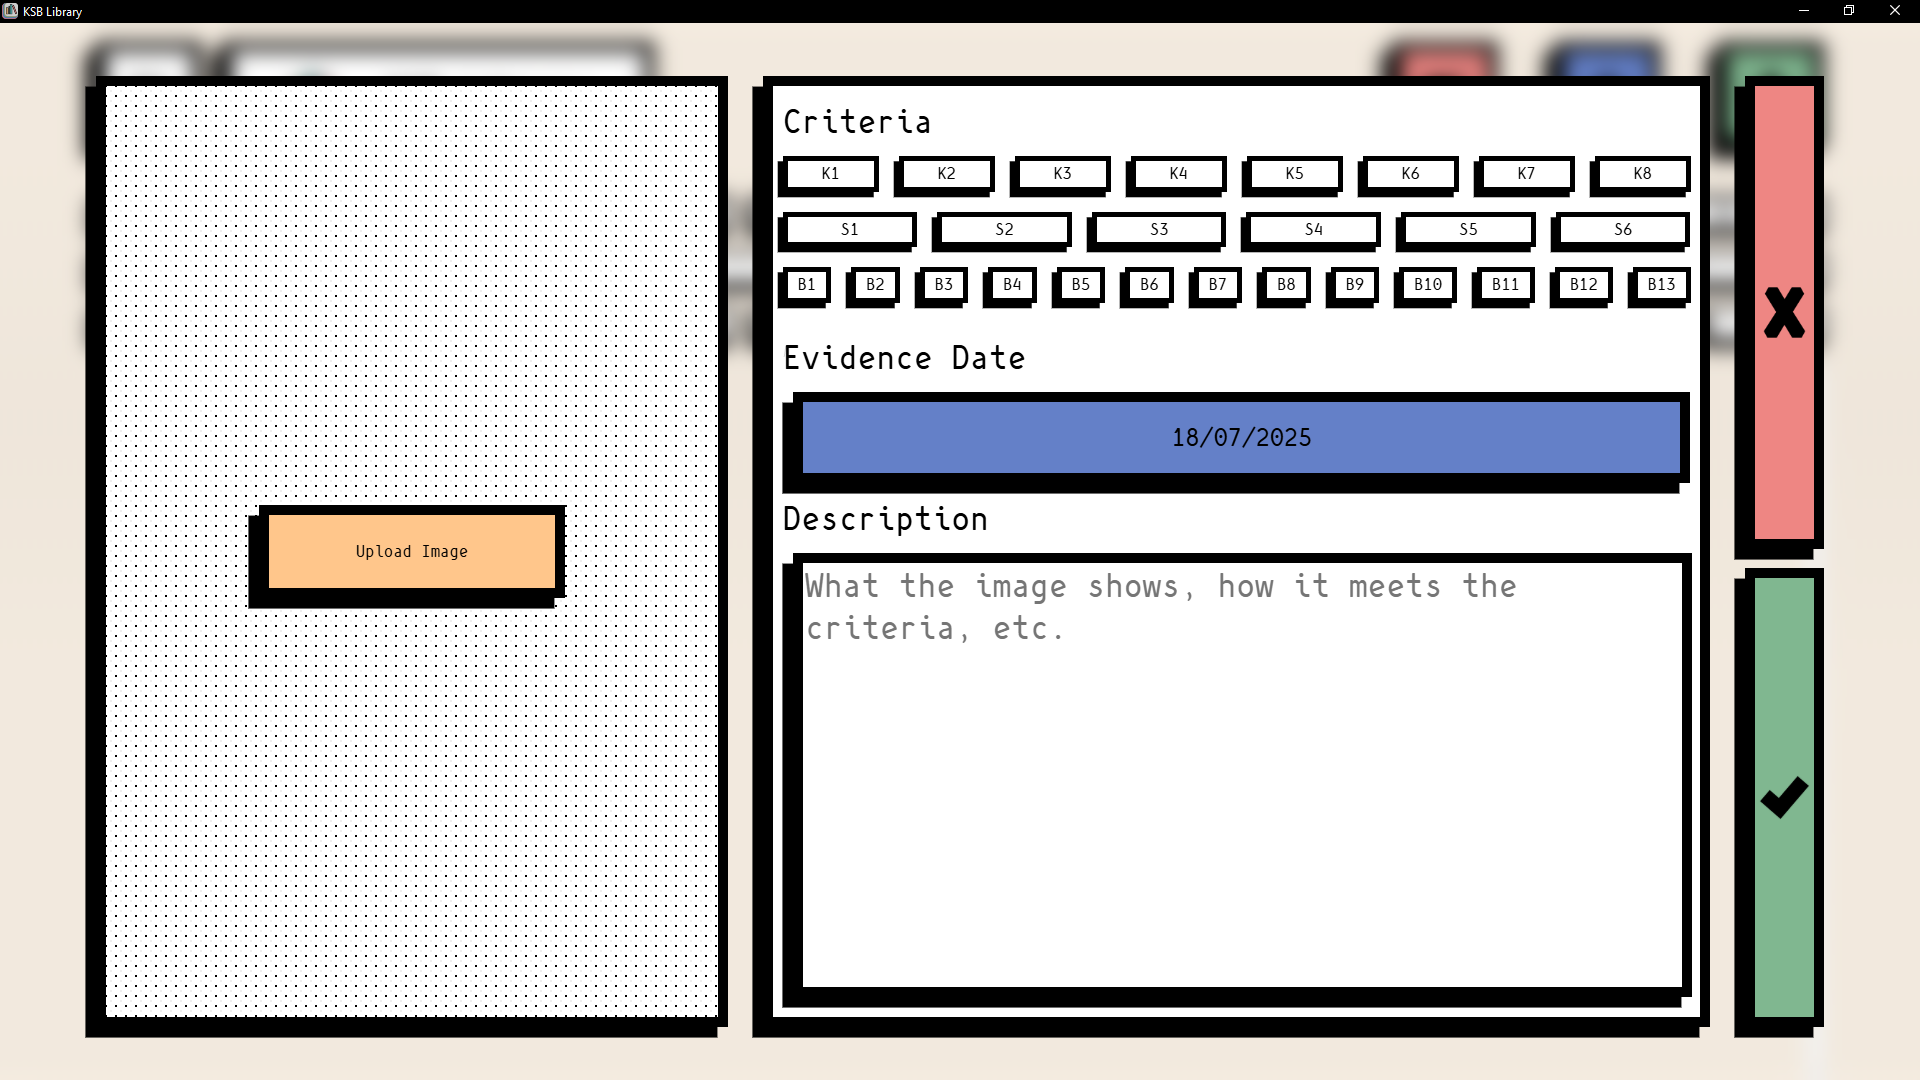 KSB Library
Upload Image
Criteria
K1 K2 K3 K4 K5 K6 K7 K8
S1 S2 S3 S4 S5 S6
B1 B2 B3 B4 B5 B6 B7 B8 B9 B10 B11 B12 B13
Evidence Date
18/07/2025
Description
What the image shows, how it meets the
criteria, etc.